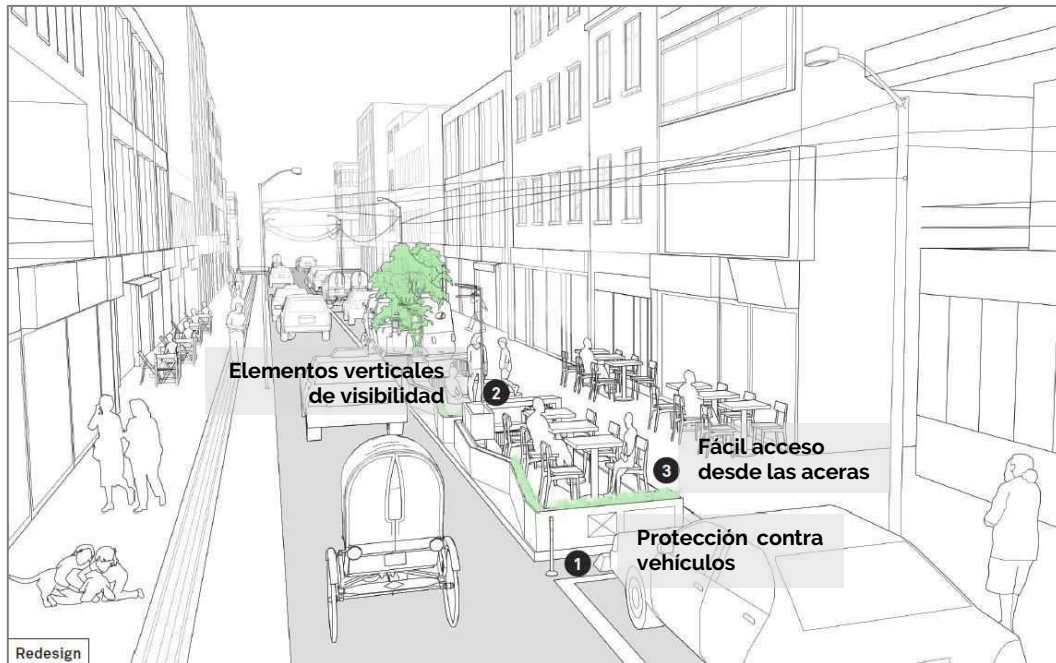 Elementos verticales
de visibilidad
2
Fácil acceso
desde las aceras
3
Protección contra
vehículos
1
Redesign